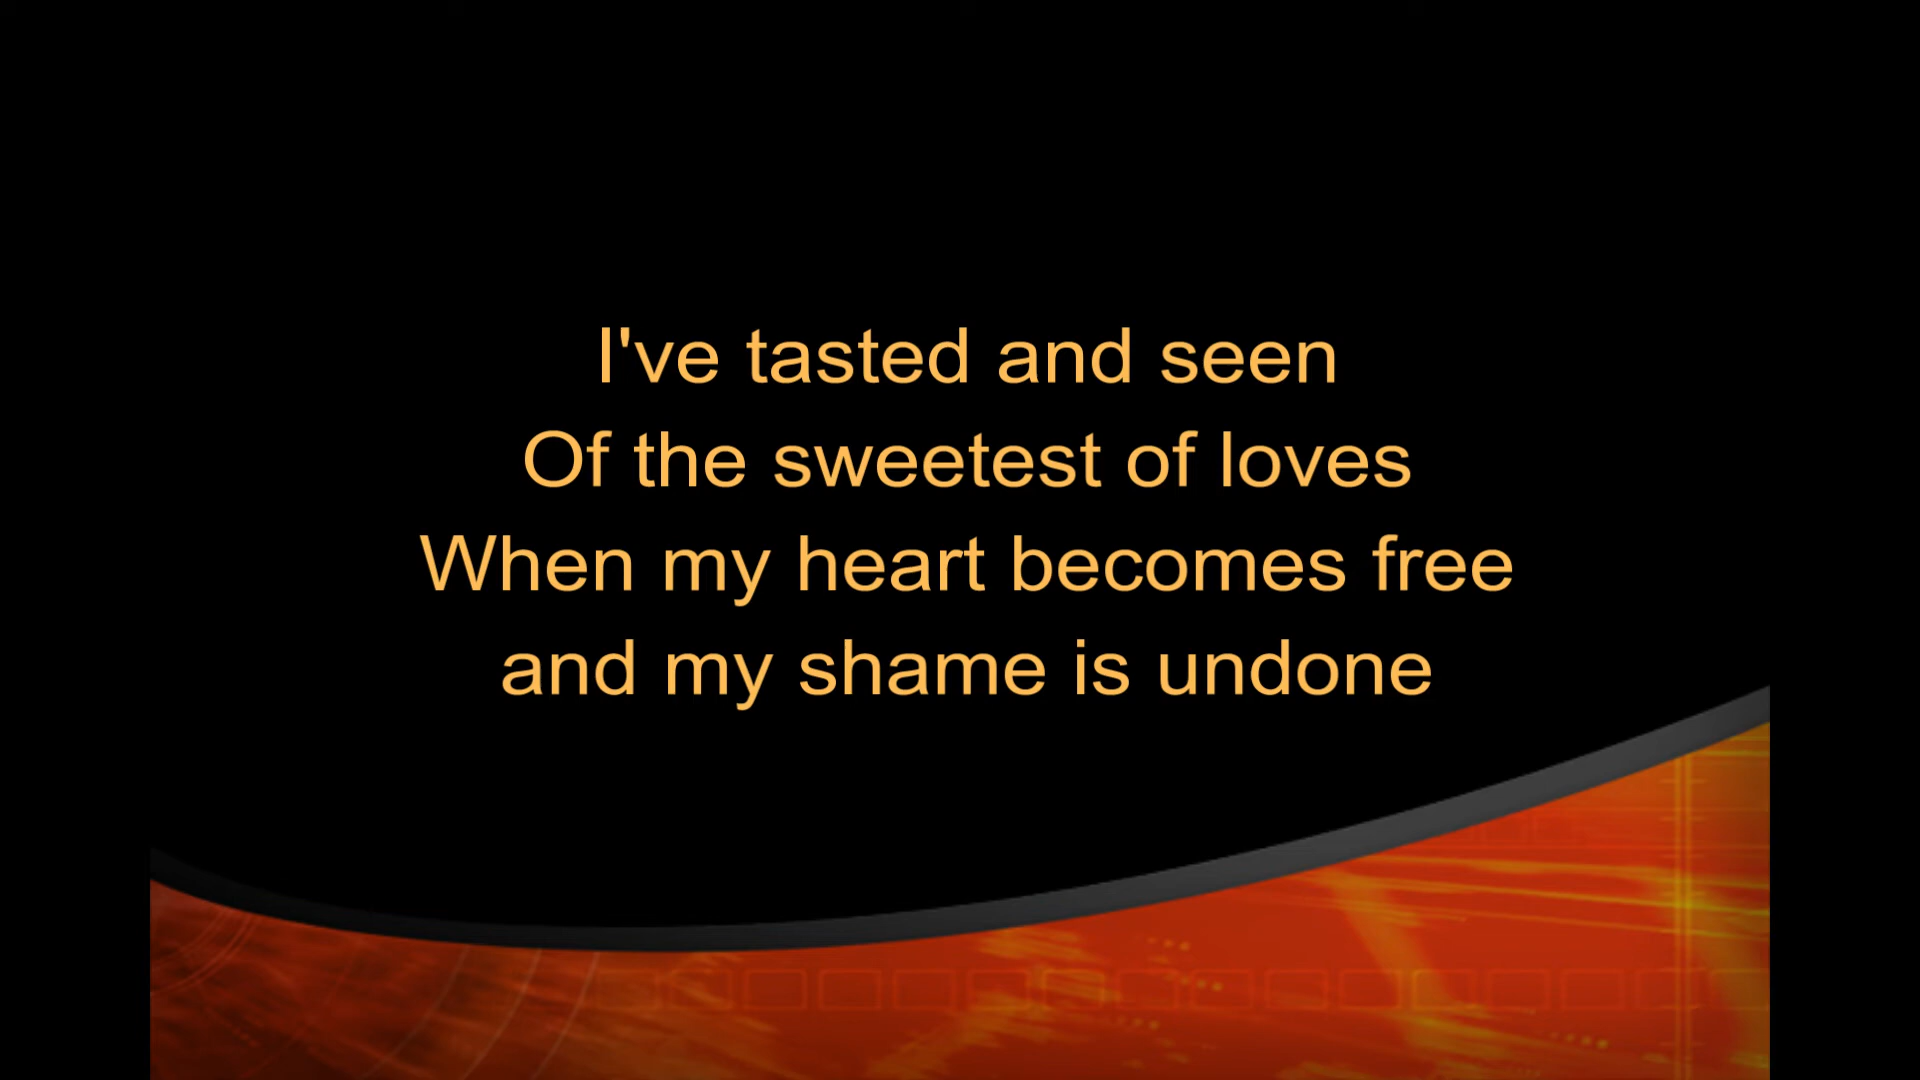 I've tasted and seen
Of the sweetest of loves
When my heart becomes free
and my shame is undone